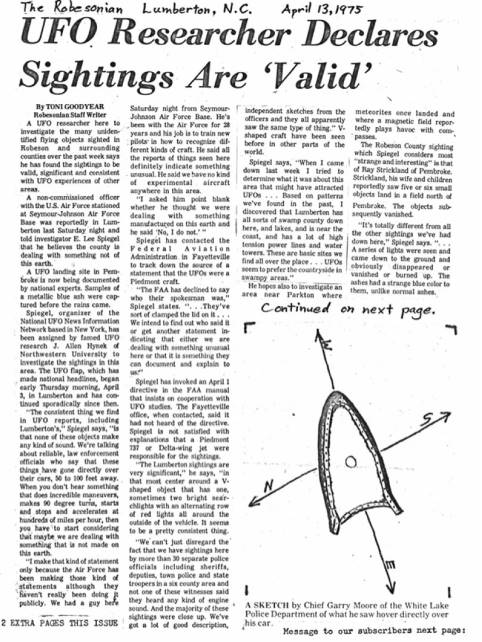 The Robesonian Lumberton, N.C. April 13, 1975
UFO Researcher Declares
Sightings Are 'Valid'
By TONI GOODYEAR
Robesonian Staff Writer
A UFO researcher here to
investigate the many uniden-
tified flying objects sighted in
Robeson and surrounding
counties over the past week says
he has found the sightings to be
valid, significant and consistent
with UFO experiences of other
areas.
A non-commissioned officer
with the U.S. Air Force stationed
at Seymour-Johnson Air Force
Base was reportedly in Lum-
berton last Saturday night and
told investigator E. Lee Spiegel
that he believes the county is
dealing with something not of
this earth.
A UFO landing site in Pem-
broke is now being documented
by national experts. Samples of
a metallic blue ash were cap-
tured before the rains came.
Spiegel, organizer of the
National UFO News Information
Network based in New York, has
been assigned by famed UFO
research J. Allen Hynek of
Northwestern University to
investigate the sightings in this
area. The UFO flap, which has
made national headlines, began
early Thursday morning, April
3, in Lumberton and has con-
tinued sporadically since then.
"The consistent thing we find
in UFO reports, including
Lumberton's," Spiegel says, "is
that none of these objects make
any kind of sound. We're talking
about reliable, law enforcement
officials who say that these
things have gone directly over
their cars, 50 to 100 feet away.
When you don't hear something
that does incredible maneuvers,
makes 90 degree turns, starts
and stops and accelerates at
hundreds of miles per hour, then
you have to start considering
that maybe we are dealing with
something that is not made on
this earth.
"I make that kind of statement
only because the Air Force has
been making those kind of
statements although they
haven't really been doing it
publicly. We had a guy here
2 EXTRA PAGES THIS ISSUE
Saturday night from Seymour-
Johnson Air Force Base. He's
been with the Air Force for 28
years and his job is to train new
pilots in how to recognize dif-
ferent kinds of craft. He said all
the reports of things seen here
definitely indicate something
unusual. He said we have no kind
of experimental aircraft
anywhere in this area.
"I asked him point blank
whether he thought we were
dealing with something
manufactured on this earth and
he said 'No, I do not.' "
Spiegel has contacted the
Federal Aviation
Administration in Fayetteville
to track down the source of a
statement that the UFOs were a
Piedmont craft.
"The FAA has declined to say
who their spokesman was,"
Spiegel states. ". . .They've
sort of clamped the lid on it . . .
We intend to find out who said it
or get another statement in-
dicating that either we are
dealing with something unusual
here or that it is something they
can document and explain to
us."
Spiegel has invoked an April 1
directive in the FAA manual
that insists on cooperation with
UFO studies. The Fayetteville
office, when contacted, said it
had not heard of the directive.
Spiegel is not satisfied with
explanations that a Piedmont
737 or Delta-wing jet were
responsible for the sightings.
"The Lumberton sightings are
very significant," he says, "in
that most center around a V-
shaped object that has one,
sometimes two bright sear-
chlights with an alternating row
of red lights all around the
outside of the vehicle. It seems
to be a pretty consistent thing.
"We can't just disregard the
fact that we have sightings here
by more than 30 separate police
officials including sheriffs,
deputies, town police and state
troopers in a six county area and
not one of these witnesses said
they heard any kind of engine
sound. And the majority of these
sightings were close up. We've
got a lot of good description,
independent sketches from the
officers and they all apparently
saw the same type of thing." V-
shaped craft have been seen
before in other parts of the
world.
Spiegel says, "When I came
down last week I tried to
determine what it was about this
area that might have attracted
UFOs . . . Based on patterns
we've found in the past, I
discovered that Lumberton has
all sorts of swamp county down
here, and lakes, and is near the
coast, and has a lot of high
tension power lines and water
towers. These are basic sites we
find all over the place . . . UFOs
seem to prefer the countryside in
swampy areas."
He hopes also to investigate an
area near Parkton where
meteorites once landed and
where a magnetic field repor-
tedly plays havoc with com-
passes.
The Robeson County sighting
which Spiegel considers most
"strange and interesting" is that
of Ray Strickland of Pembroke.
Strickland, his wife and children
reportedly saw five or six small
objects land in a field north of
Pembroke. The objects sub-
sequently vanished.
"It's totally different from all
the other sightings we've had
down here," Spiegel says. ". . .
A series of lights were seen and
came down to the ground and
obviously disappeared or
vanished or burned up. The
ashes had a strange blue color to
them, unlike normal ashes.
Continued on next page.
W
S
N
E
A SKETCH by Chief Garry Moore of the White Lake
Police Department of what he saw hover directly over
his car.
Message to our subscribers next page: